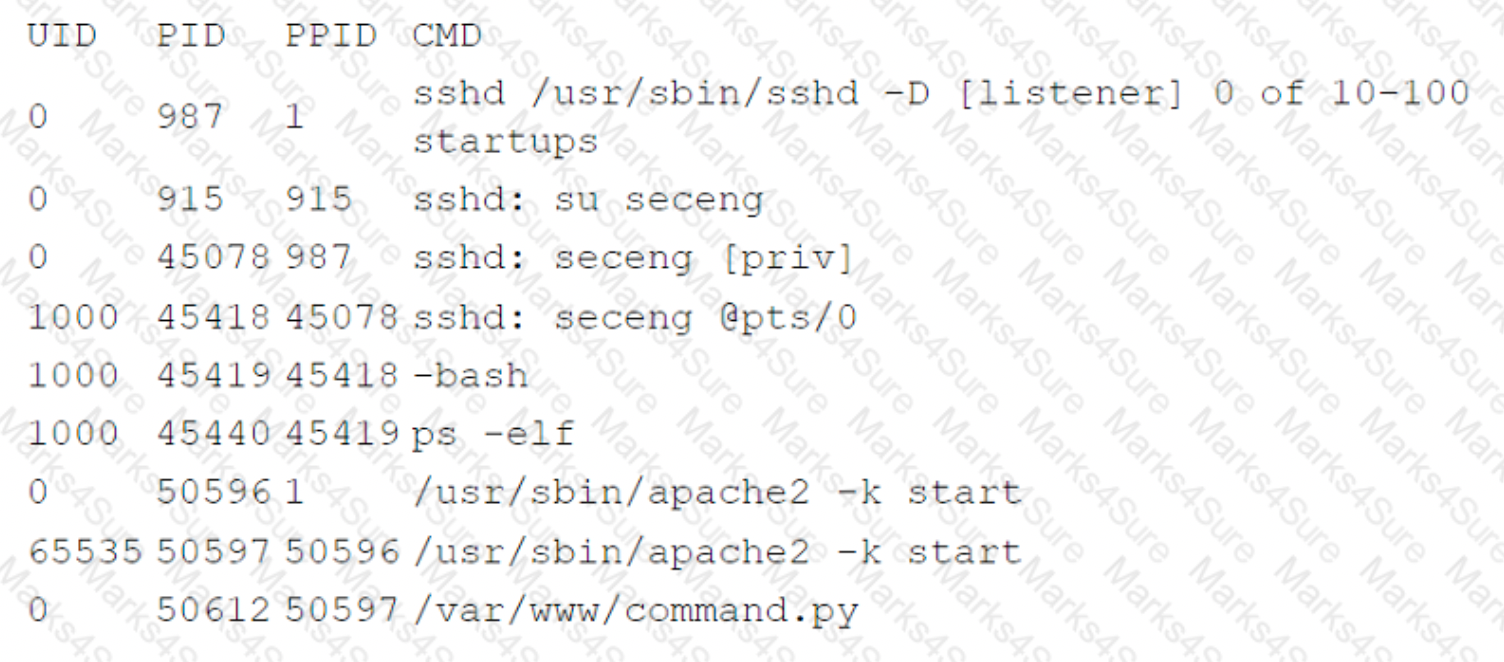 UID PID PPID CMD
0 987 1 sshd /usr/sbin/sshd -D [listener] 0 of 10-100
startups
0 915 915 sshd: su seceng
0 45078 987 sshd: seceng [priv]
1000 45418 45078 sshd: seceng @pts/0
1000 45419 45418 -bash
1000 45440 45419 ps -elf
0 50596 1 /usr/sbin/apache2 -k start
65535 50597 50596 /usr/sbin/apache2 -k start
0 50612 50597 /var/www/command.py